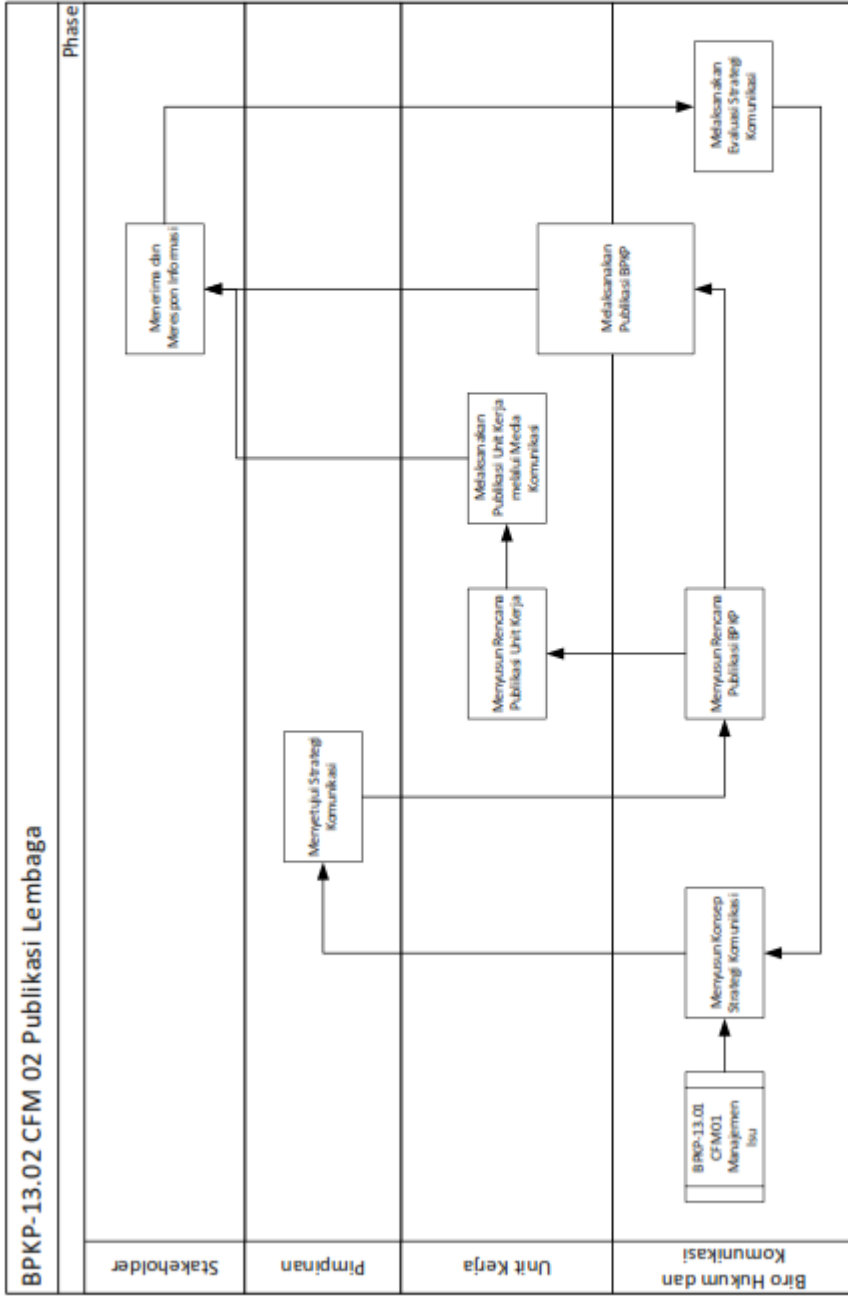 BPKP-13.02 CFM 02 Publikasi Lembaga
Phase
Stakeholder
Menerima dan
Merespon Informasi
Pimpinan
Menyetujui Strategi
Komunikasi
Unit Kerja
Menyusun Rencana
Publikasi Unit Kerja
Melaksanakan
Publikasi Unit Kerja
melalui Media
Komunikasi
Melaksanakan
Publikasi BPKP
Biro Hukum dan
Komunikasi
BPKP-13.01
CFM01
Manajemen
Isu
Menyusun Konsep
Strategi Komunikasi
Menyusun Rencana
Publikasi BPKP
Melaksanakan
Evaluasi Strategi
Komunikasi